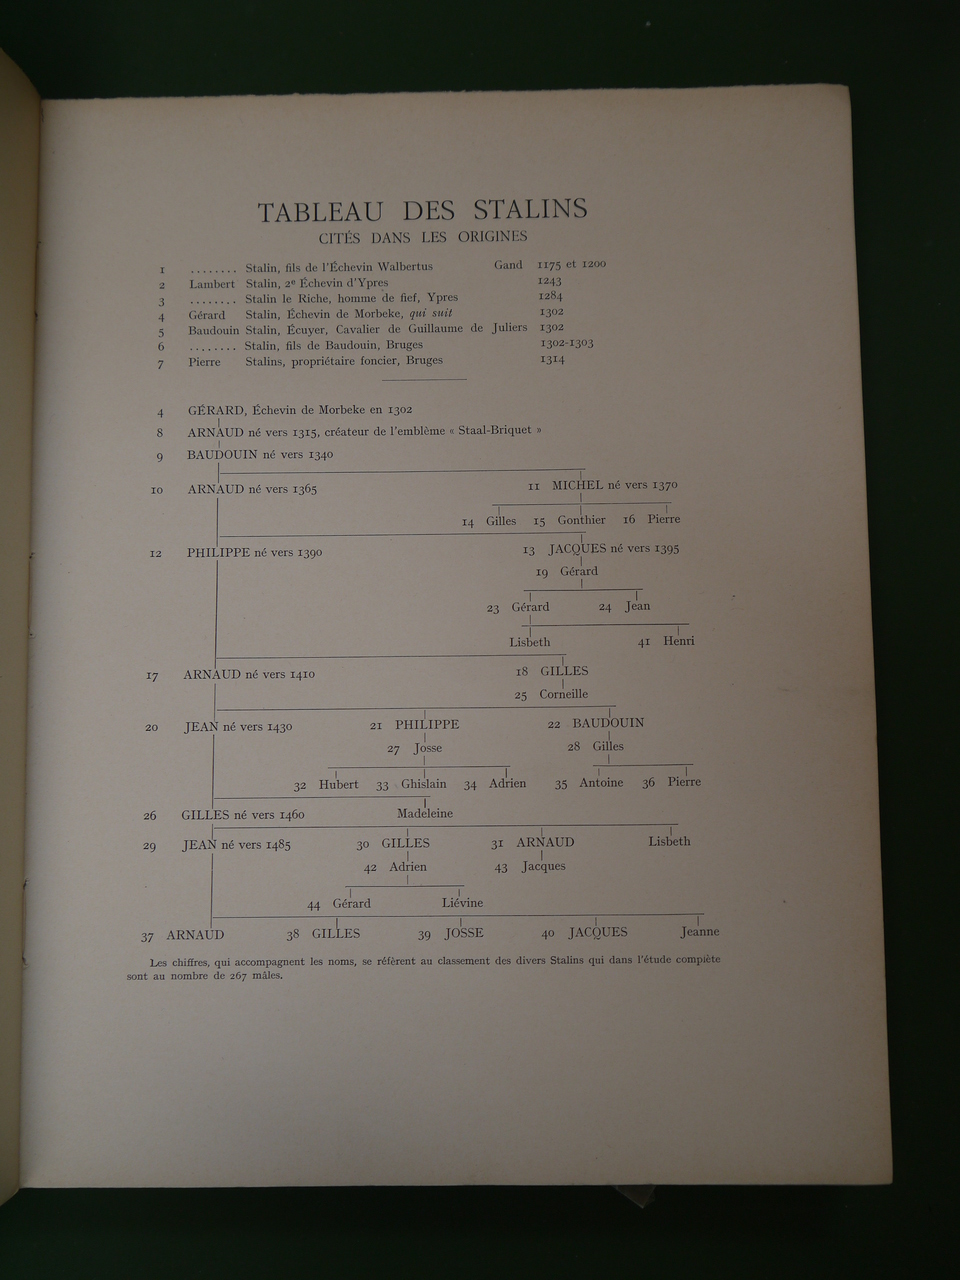 TABLEAU DES STALINS
CITÉS DANS LES ORIGINES
1 ........ Stalin, fils de l'Échevin Walbertus Gand 1175 et 1200
2 Lambert Stalin, 2e Échevin d'Ypres 1243
3 ........ Stalin le Riche, homme de fief, Ypres 1284
4 Gérard Stalin, Échevin de Morbeke, qui suit 1302
5 Baudouin Stalin, Écuyer, Cavalier de Guillaume de Juliers 1302
6 ........ Stalin, fils de Baudouin, Bruges 1302-1303
7 Pierre Stalins, propriétaire foncier, Bruges 1314
4 GÉRARD, Échevin de Morbeke en 1302
8 ARNAUD né vers 1315, créateur de l'emblème « Staal-Briquet »
9 BAUDOUIN né vers 1340
10 ARNAUD né vers 1365 11 MICHEL né vers 1370
14 Gilles 15 Gonthier 16 Pierre
12 PHILIPPE né vers 1390 13 JACQUES né vers 1395
19 Gérard
23 Gérard 24 Jean
Lisbeth 41 Henri
17 ARNAUD né vers 1410 18 GILLES
25 Corneille
20 JEAN né vers 1430 21 PHILIPPE 22 BAUDOUIN
27 Josse 28 Gilles
32 Hubert 33 Ghislain 34 Adrien 35 Antoine 36 Pierre
26 GILLES né vers 1460 Madeleine
29 JEAN né vers 1485 30 GILLES 31 ARNAUD Lisbeth
42 Adrien 43 Jacques
44 Gérard Liévine
37 ARNAUD 38 GILLES 39 JOSSE 40 JACQUES Jeanne
Les chiffres, qui accompagnent les noms, se réfèrent au classement des divers Stalins qui dans l'étude complète
sont au nombre de 267 mâles.